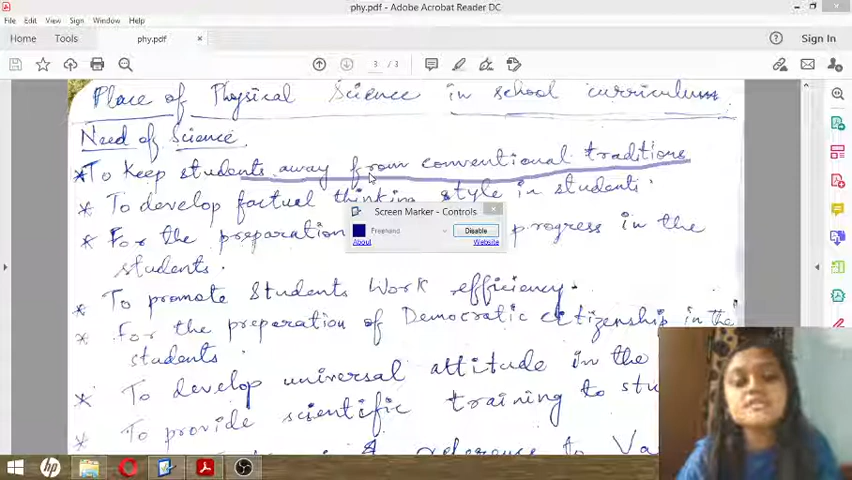 phy.pdf - Adobe Acrobat Reader DC
File Edit View Sign Window Help
Home Tools phy.pdf × Sign In
3 / 3
Place of Physical Science in school curriculum
Need of Science
* To keep students away from conventional traditions
* To develop factual thinking style in students.
Screen Marker - Controls
* For the preparation progress in the
Freehand Disable
About Website
students.
* To promote students work efficiency.
* For the preparation of Democratic citizenship in the
students
* To develop universal attitude in the
* To provide scientific training to stu
reference to Va